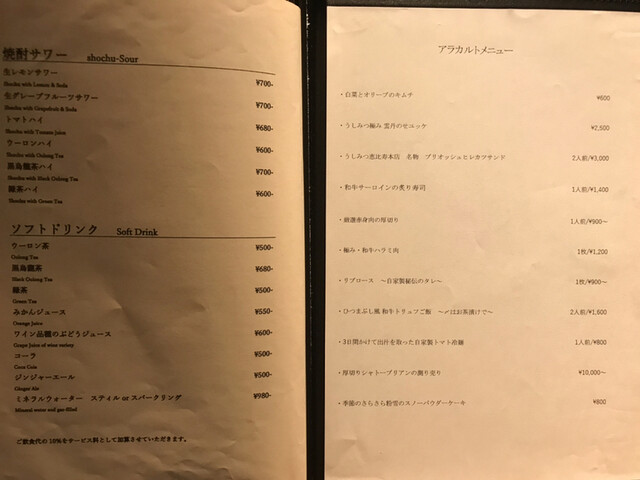 焼酎サワー shochu-Sour
生レモンサワー ¥700-
Shochu with Lemon & Soda
生グレープフルーツサワー ¥700-
Shochu with Grapefruit & Soda
トマトハイ ¥680-
Shochu with Tomato Juice
ウーロンハイ ¥600-
Shochu with Oolong Tea
黒烏龍茶ハイ ¥700-
Shochu with Black Oolong Tea
緑茶ハイ ¥600-
Shochu with Green Tea
ソフトドリンク Soft Drink
ウーロン茶 ¥500-
Oolong Tea
黒烏龍茶 ¥680-
Black Oolong Tea
緑茶 ¥500-
Green Tea
みかんジュース ¥550-
Orange Juice
ワイン品種のぶどうジュース ¥600-
Grape Juice of wine variety
コーラ ¥500-
Coca Cola
ジンジャーエール ¥500-
Ginger Ale
ミネラルウォーター スティル or スパークリング ¥980-
Mineral water and gas-filled
ご飲食代の10%をサービス料として加算させていただきます。
アラカルトメニュー
・白菜とオリーブのキムチ ¥600
・うしみつ極み 雲丹のせユッケ ¥2,500
・うしみつ恵比寿本店 名物 ブリオッシュヒレカツサンド 2人前/¥3,000
・和牛サーロインの炙り寿司 1人前/¥1,400
・厳選赤身肉の厚切り 1人前/¥900~
・極み・和牛ハラミ肉 1枚/¥1,200
・リブロース ~自家製秘伝のタレ~ 1枚/¥900~
・ひつまぶし風 和牛トリュフご飯 ~〆はお茶漬けで~ 2人前/¥1,600
・3日間かけて出汁を取った自家製トマト冷麺 1人前/¥800
・厚切りシャトーブリアンの測り売り ¥10,000~
・季節のさらさら粉雪のスノーパウダーケーキ ¥800